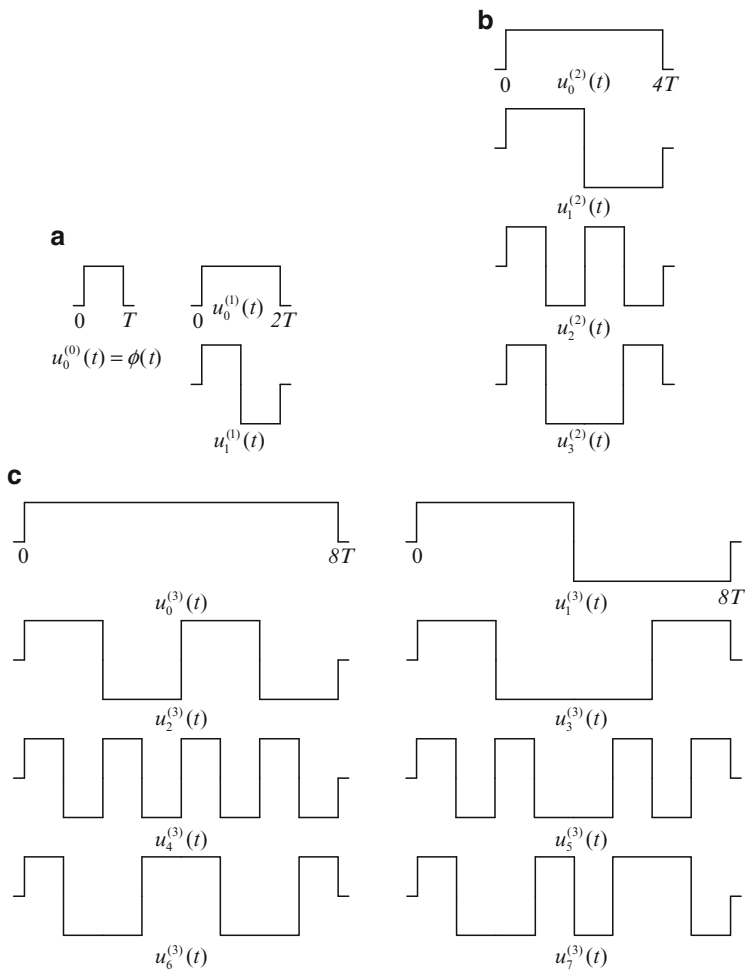 a
0 T
u_0^{(0)}(t) = ϕ(t)
0 u_0^{(1)}(t) 2T
u_1^{(1)}(t)
b
0 u_0^{(2)}(t) 4T
u_1^{(2)}(t)
u_2^{(2)}(t)
u_3^{(2)}(t)
c
0 8T
u_0^{(3)}(t)
0
u_1^{(3)}(t) 8T
u_2^{(3)}(t)
u_3^{(3)}(t)
u_4^{(3)}(t)
u_5^{(3)}(t)
u_6^{(3)}(t)
u_7^{(3)}(t)